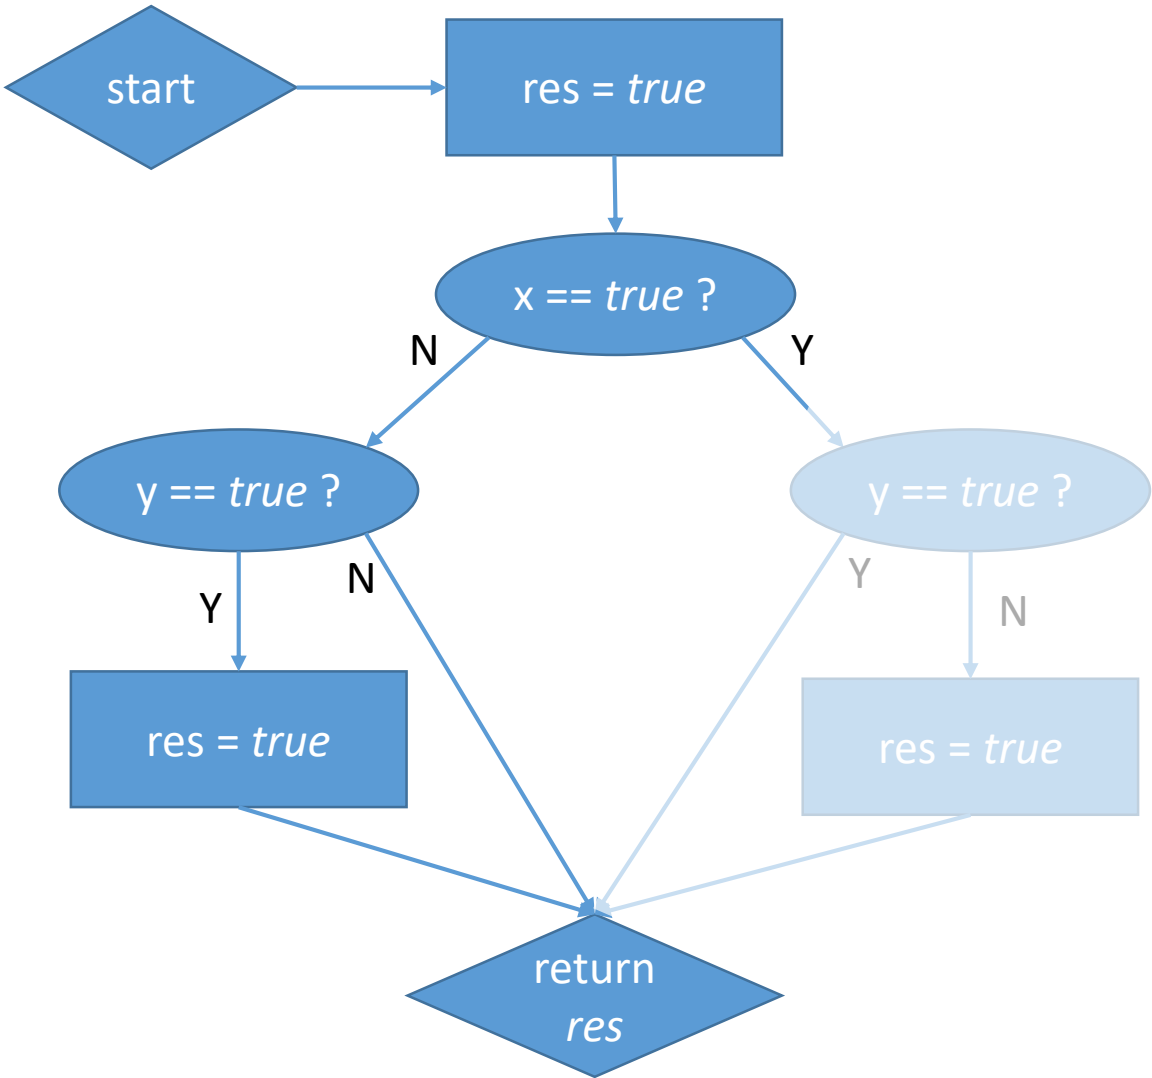 start
res = true
x == true ?
N
Y
y == true ?
y == true ?
N
Y
Y
N
res = true
res = true
return
res